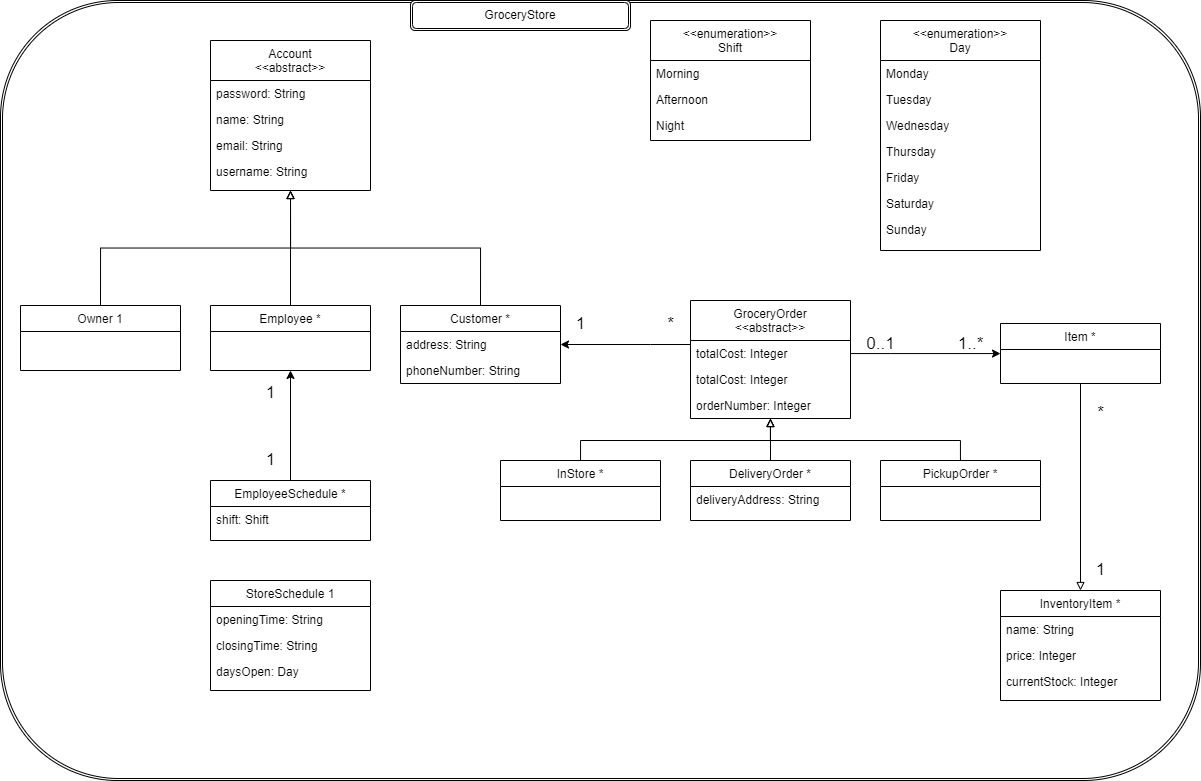 GroceryStore
Account
<<abstract>>
password: String
name: String
email: String
username: String
<<enumeration>>
Shift
Morning
Afternoon
Night
<<enumeration>>
Day
Monday
Tuesday
Wednesday
Thursday
Friday
Saturday
Sunday
Owner 1
Employee *
Customer *
address: String
phoneNumber: String
1
*
GroceryOrder
<<abstract>>
totalCost: Integer
totalCost: Integer
orderNumber: Integer
0..1
1..*
Item *
1
1
EmployeeSchedule *
shift: Shift
InStore *
DeliveryOrder *
deliveryAddress: String
PickupOrder *
*
1
StoreSchedule 1
openingTime: String
closingTime: String
daysOpen: Day
InventoryItem *
name: String
price: Integer
currentStock: Integer